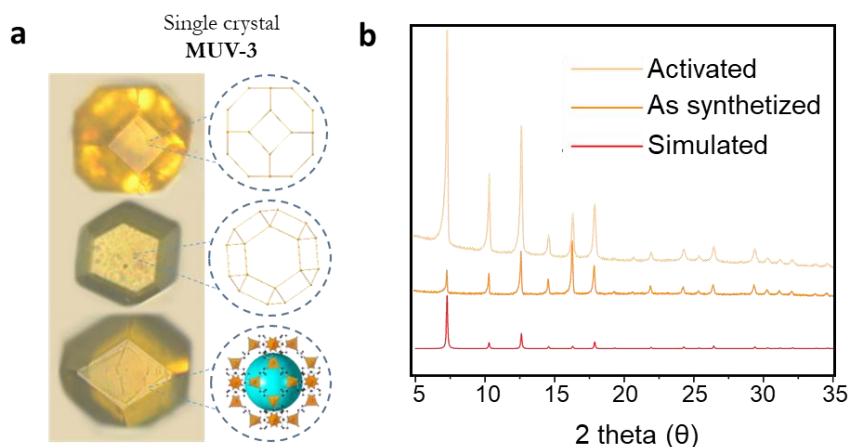 a
Single crystal
MUV-3
b
Activated
As synthetized
Simulated
5 10 15 20 25 30 35
2 theta (θ)